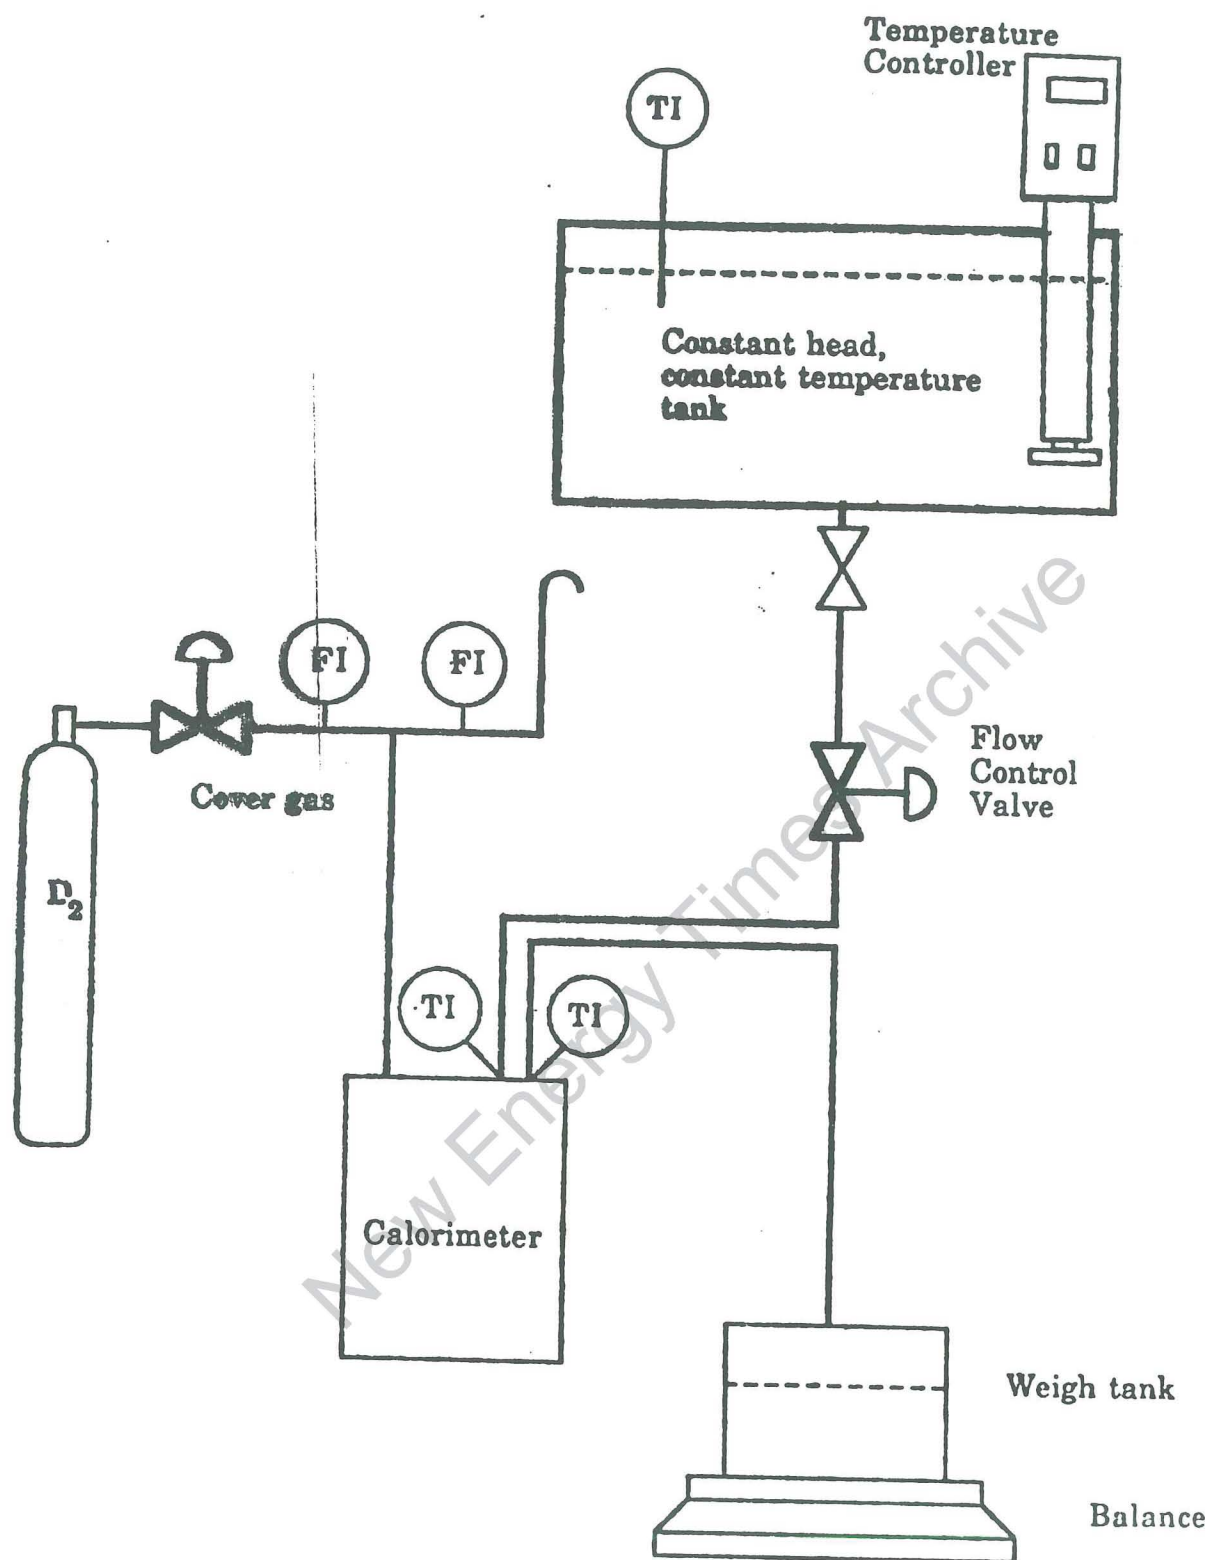 Temperature
Controller
TI
Constant head,
constant temperature
tank
FI
FI
Cover gas
Flow
Control
Valve
D₂
TI
TI
Calorimeter
Weigh tank
Balance
New Energy Times Archive